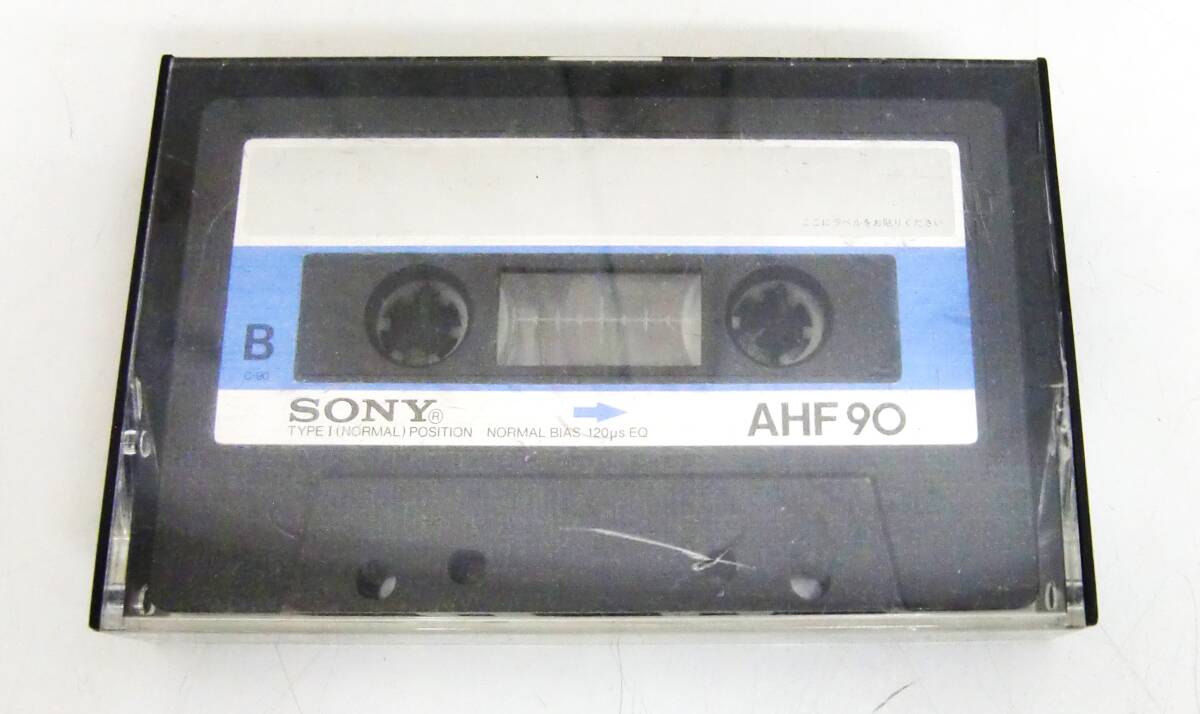 ここにラベルをお貼りください
B
C-90
SONY®
AHF 90
TYPE I (NORMAL) POSITION NORMAL BIAS 120μs EQ